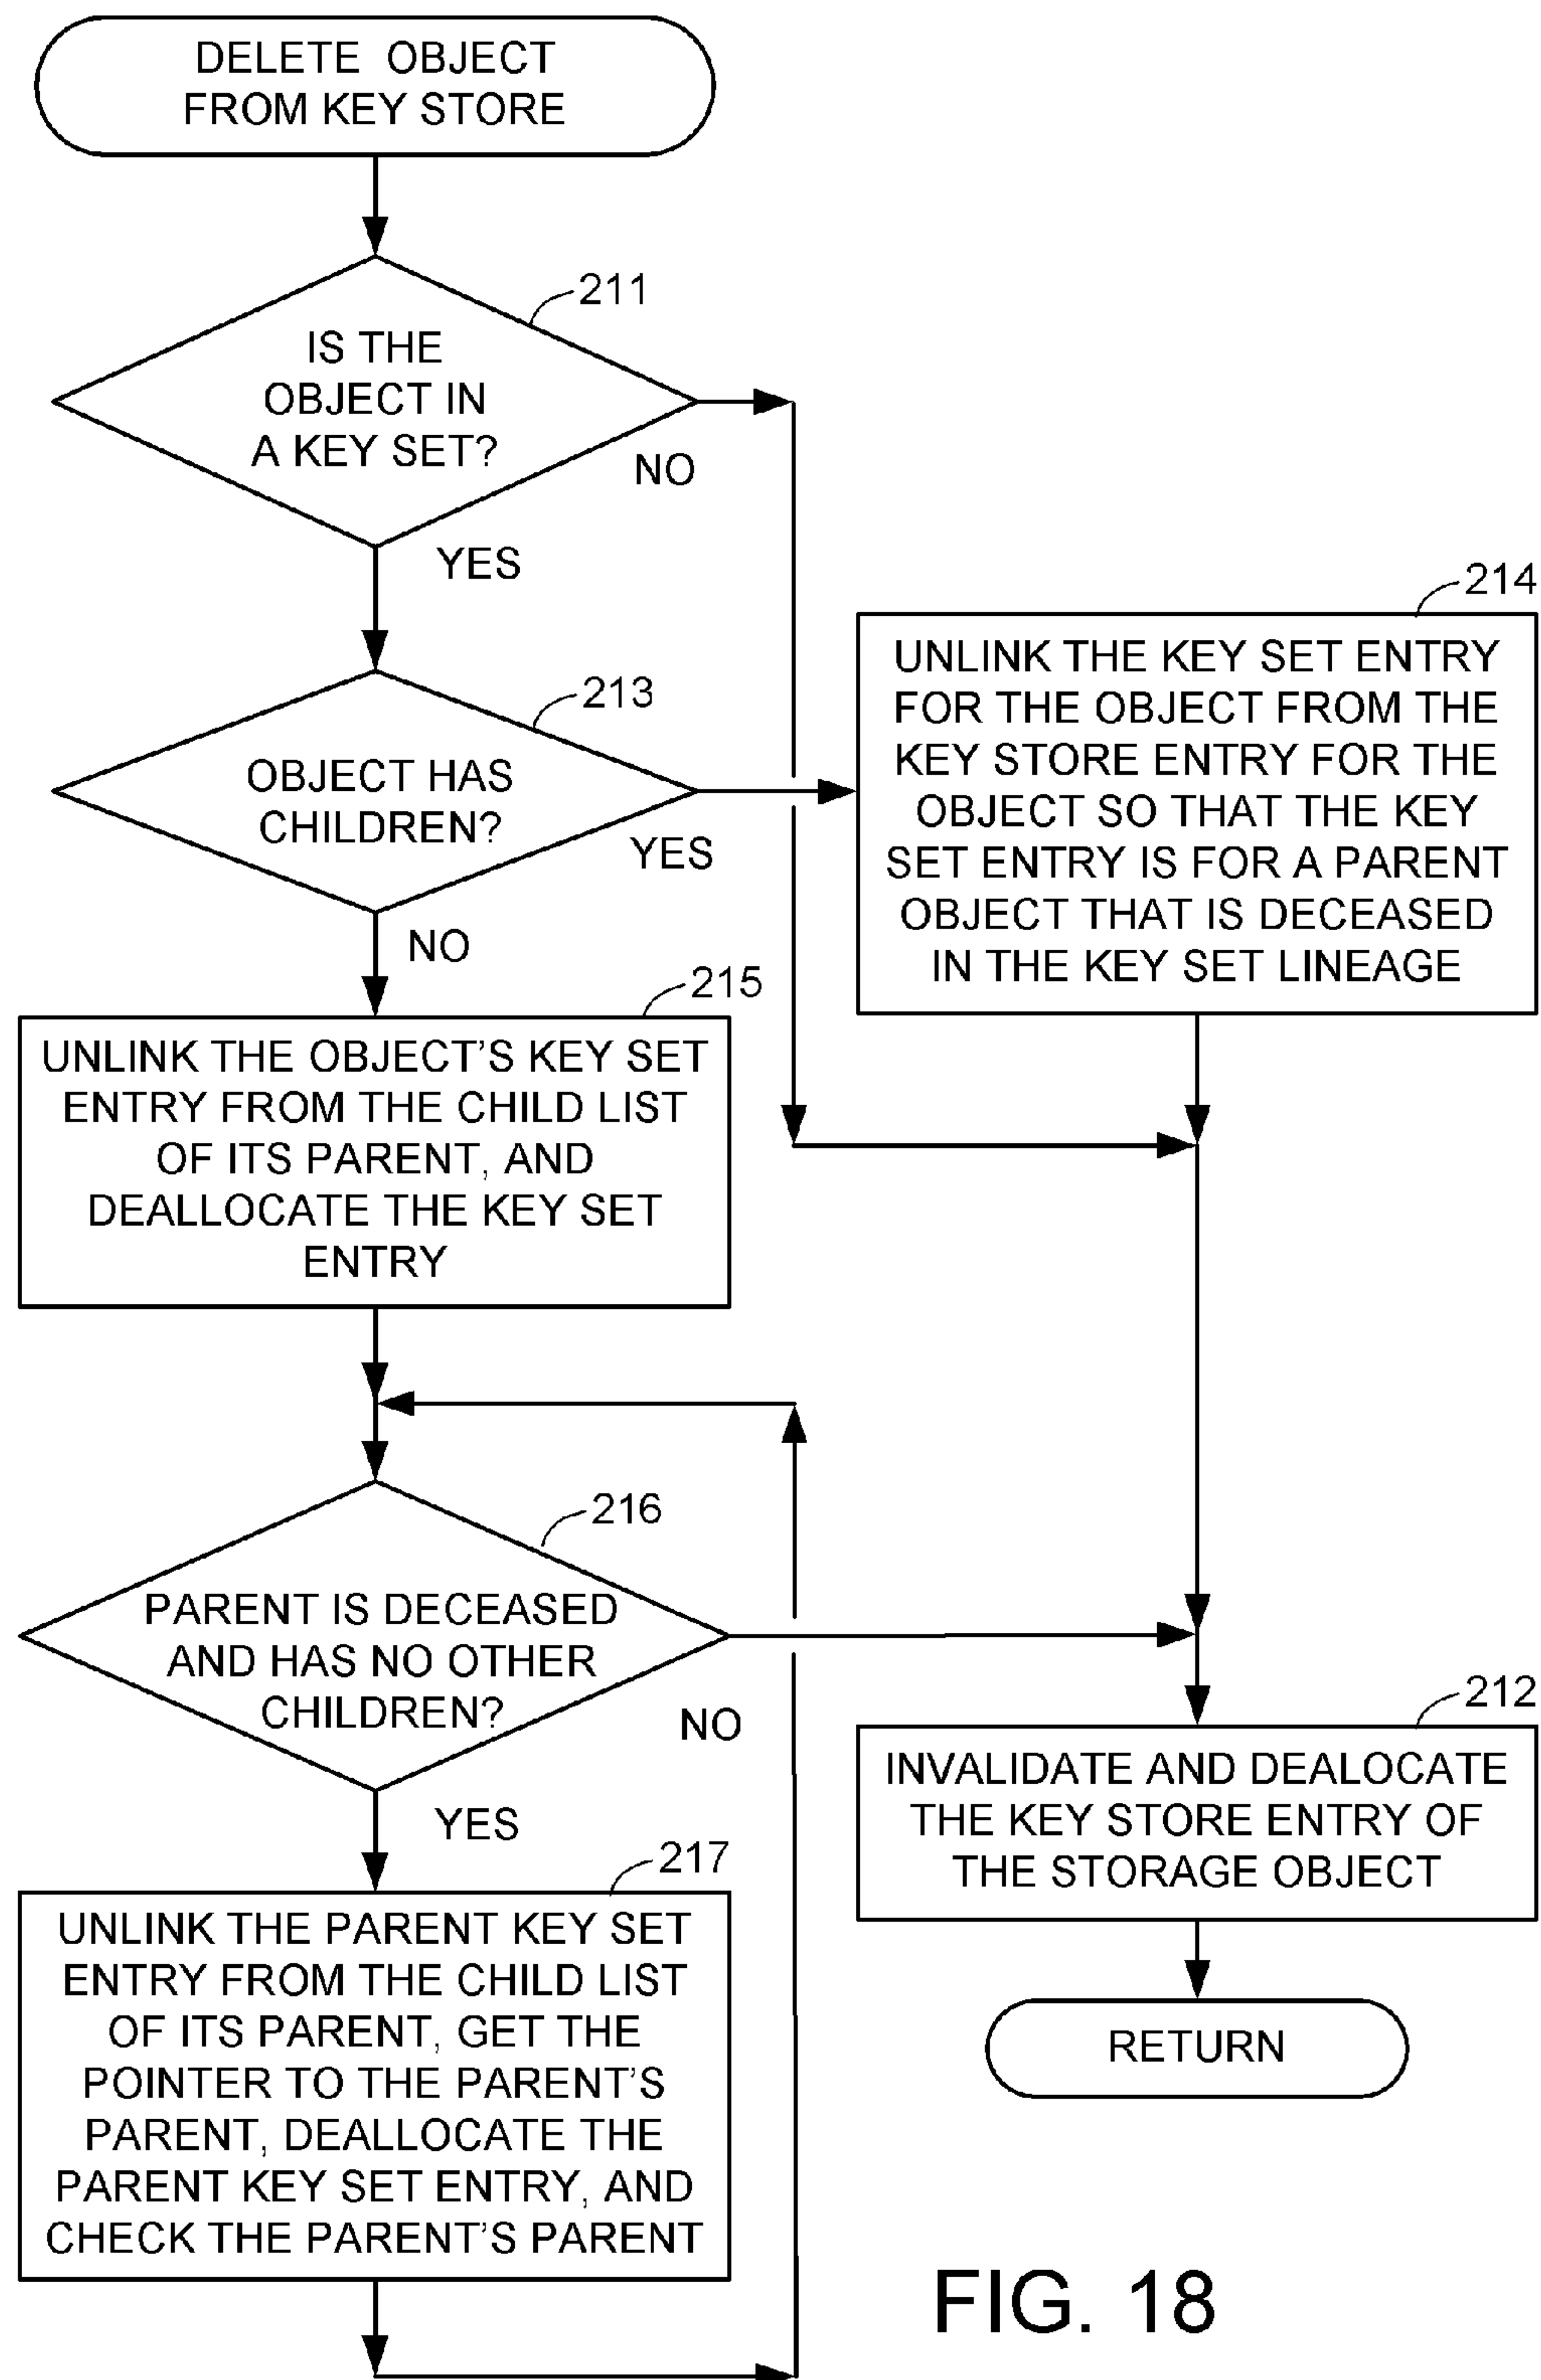 DELETE OBJECT
FROM KEY STORE
211
IS THE
OBJECT IN
A KEY SET?
NO
YES
213
OBJECT HAS
CHILDREN?
YES
NO
214
UNLINK THE KEY SET ENTRY
FOR THE OBJECT FROM THE
KEY STORE ENTRY FOR THE
OBJECT SO THAT THE KEY
SET ENTRY IS FOR A PARENT
OBJECT THAT IS DECEASED
IN THE KEY SET LINEAGE
215
UNLINK THE OBJECT'S KEY SET
ENTRY FROM THE CHILD LIST
OF ITS PARENT, AND
DEALLOCATE THE KEY SET
ENTRY
216
PARENT IS DECEASED
AND HAS NO OTHER
CHILDREN?
NO
YES
217
UNLINK THE PARENT KEY SET
ENTRY FROM THE CHILD LIST
OF ITS PARENT, GET THE
POINTER TO THE PARENT'S
PARENT, DEALLOCATE THE
PARENT KEY SET ENTRY, AND
CHECK THE PARENT'S PARENT
212
INVALIDATE AND DEALOCATE
THE KEY STORE ENTRY OF
THE STORAGE OBJECT
RETURN
FIG. 18